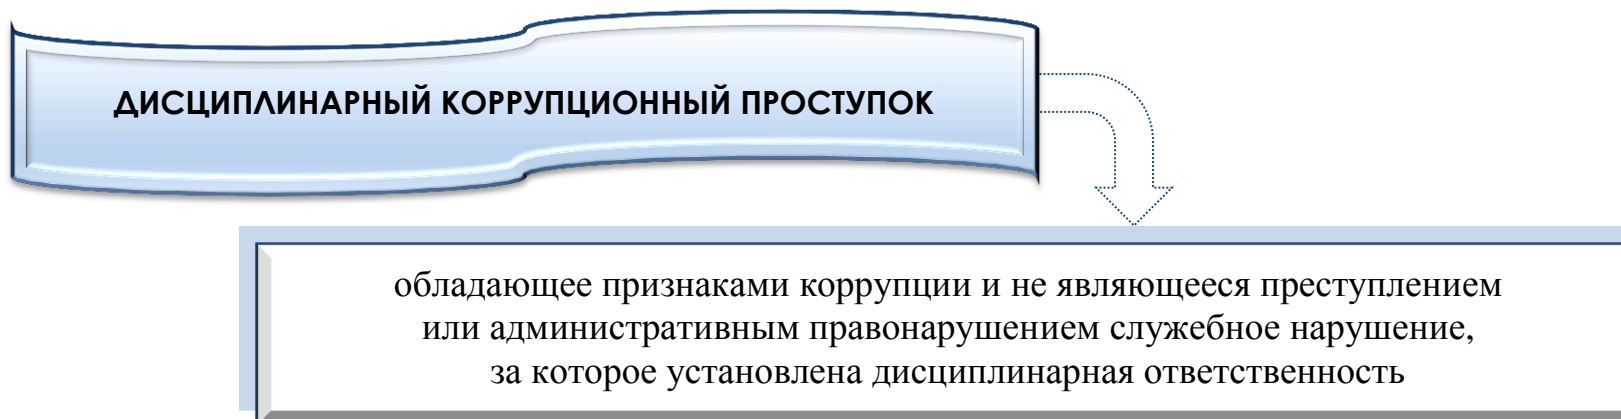 ДИСЦИПЛИНАРНЫЙ КОРРУПЦИОННЫЙ ПРОСТУПОК
обладающее признаками коррупции и не являющееся преступлением
или административным правонарушением служебное нарушение,
за которое установлена дисциплинарная ответственность